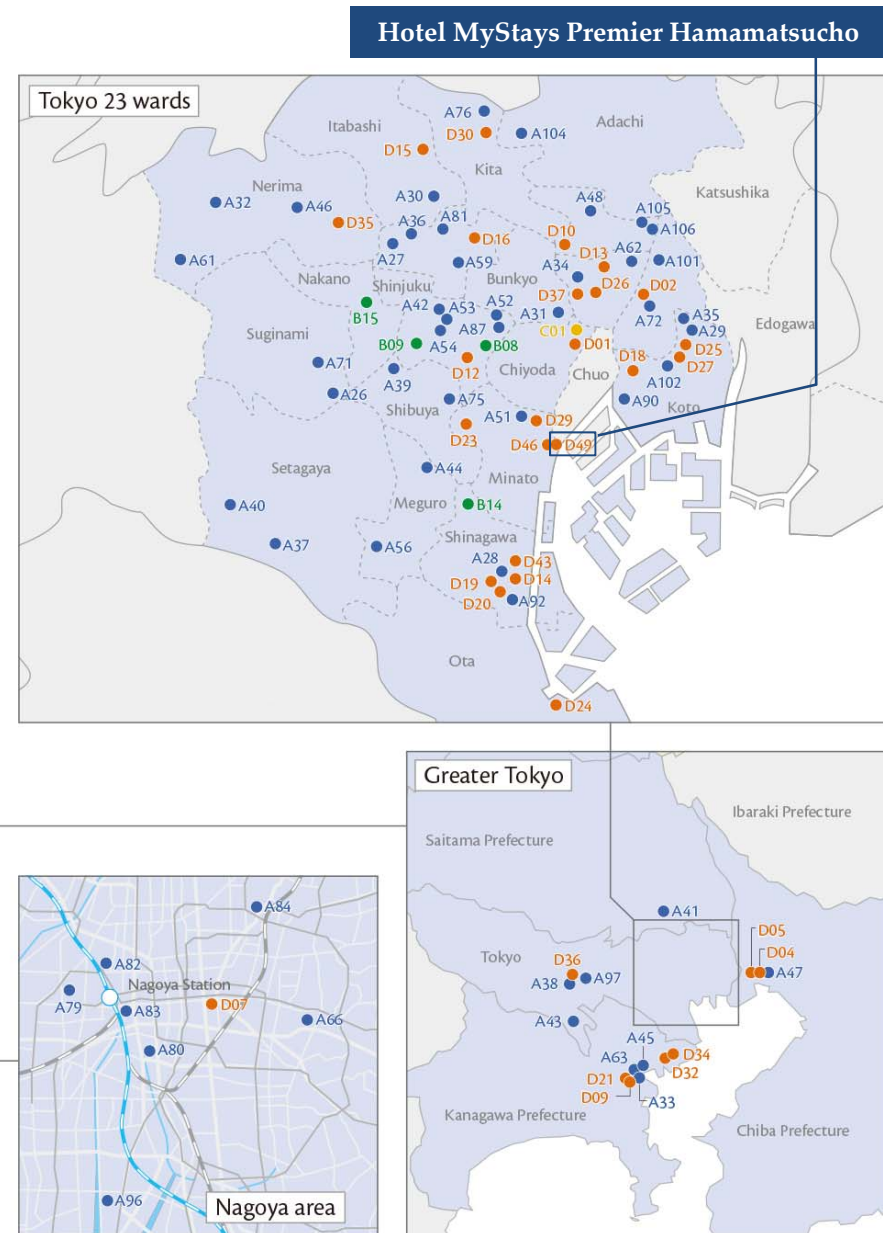 Hotel MyStays Premier Hamamatsucho
Tokyo 23 wards
A76
Adachi
Itabashi
D30
A104
D15
Kita
Nerima
Katsushika
A32
A46
A30
A48
A105
D35
A36
A81
D16
D10
A106
A27
A59
D13
A62
A61
A34
A101
Nakano
Shinjuku
Bunkyo
D26
D37
D02
B15
A42
A53
A52
A31
A72
A35
Edogawa
Suginami
A87
C01
A29
B09
A54
B08
D01
D25
A71
D12
D18
D27
Chiyoda
Chuo
A102
A39
A26
Shibuya
A75
A90
Koto
A51
D29
D23
D46
D49
Setagaya
A44
Minato
A40
Meguro
B14
Shinagawa
A37
A56
A28
D43
D19
D14
D20
A92
Ota
D24
Greater Tokyo
Ibaraki Prefecture
Saitama Prefecture
A41
D05
D04
Tokyo
D36
A97
A47
A38
A43
A45
A63
D34
D21
D32
D09
A33
Kanagawa Prefecture
Chiba Prefecture
A84
A82
Nagoya Station
A79
A83
D07
A66
A80
A96
Nagoya area